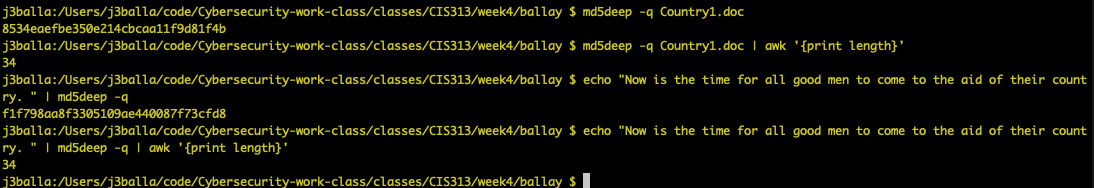 j3balla:/Users/j3balla/code/Cybersecurity-work-class/classes/CIS313/week4/ballay $ md5deep -q Country1.doc
8534eaefbe350e214cbcaa11f9d81f4b
j3balla:/Users/j3balla/code/Cybersecurity-work-class/classes/CIS313/week4/ballay $ md5deep -q Country1.doc | awk '{print length}'
34
j3balla:/Users/j3balla/code/Cybersecurity-work-class/classes/CIS313/week4/ballay $ echo "Now is the time for all good men to come to the aid of their count
ry. " | md5deep -q
f1f798aa8f3305109ae440087f73cfd8
j3balla:/Users/j3balla/code/Cybersecurity-work-class/classes/CIS313/week4/ballay $ echo "Now is the time for all good men to come to the aid of their count
ry. " | md5deep -q | awk '{print length}'
34
j3balla:/Users/j3balla/code/Cybersecurity-work-class/classes/CIS313/week4/ballay $